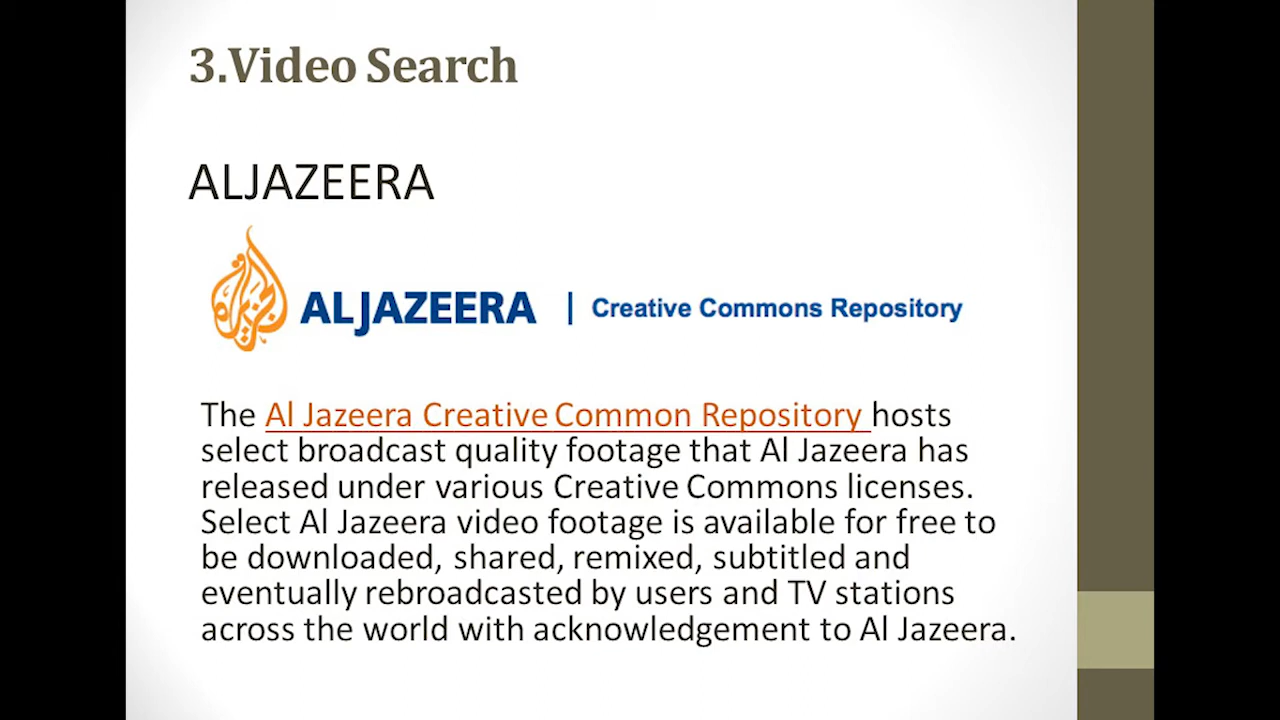 3.Video Search
ALJAZEERA
الجزيرة
ALJAZEERA | Creative Commons Repository
The Al Jazeera Creative Common Repository hosts
select broadcast quality footage that Al Jazeera has
released under various Creative Commons licenses.
Select Al Jazeera video footage is available for free to
be downloaded, shared, remixed, subtitled and
eventually rebroadcasted by users and TV stations
across the world with acknowledgement to Al Jazeera.